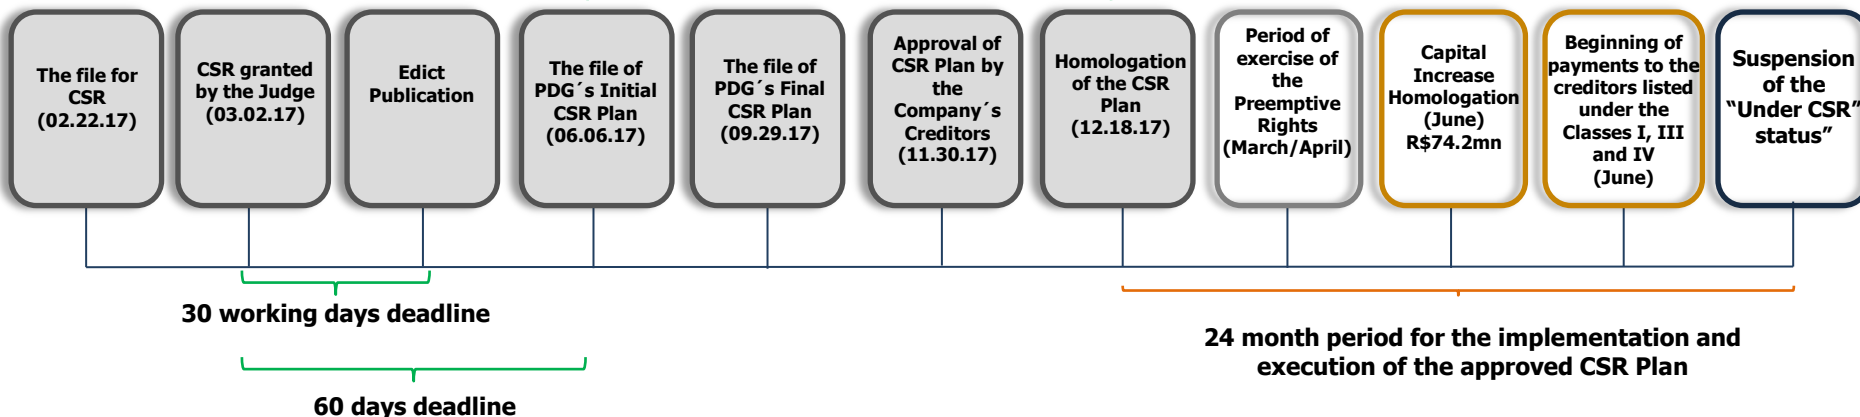 The file for
CSR
(02.22.17)
CSR granted
by the Judge
(03.02.17)
Edict
Publication
The file of
PDG´s Initial
CSR Plan
(06.06.17)
The file of
PDG´s Final
CSR Plan
(09.29.17)
Approval of
CSR Plan by
the
Company´s
Creditors
(11.30.17)
Homologation
of the CSR
Plan
(12.18.17)
Period of
exercise of
the
Preemptive
Rights
(March/April)
Capital
Increase
Homologation
(June)
R$74.2mn
Beginning of
payments to the
creditors listed
under the
Classes I, III
and IV
(June)
Suspension
of the
“Under CSR”
status”
30 working days deadline
60 days deadline
24 month period for the implementation and
execution of the approved CSR Plan